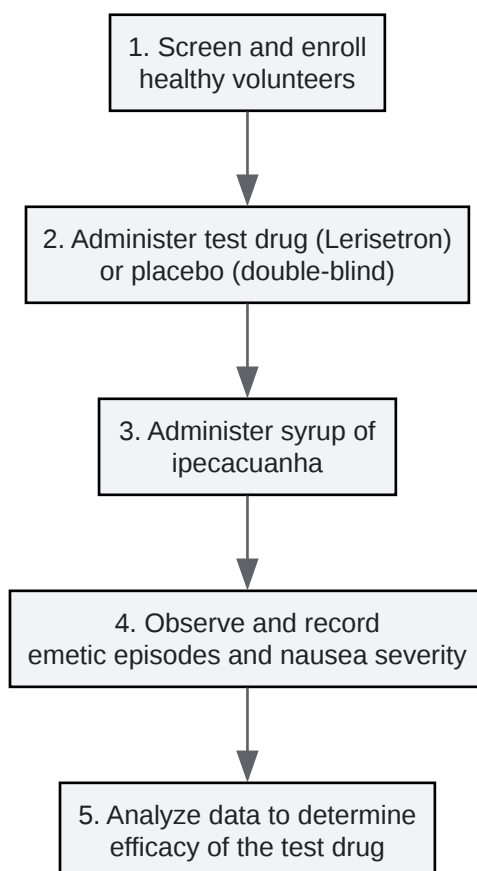 1. Screen and enroll
healthy volunteers
2. Administer test drug (Lerisetron)
or placebo (double-blind)
3. Administer syrup of
ipecacuanha
4. Observe and record
emetic episodes and nausea severity
5. Analyze data to determine
efficacy of the test drug